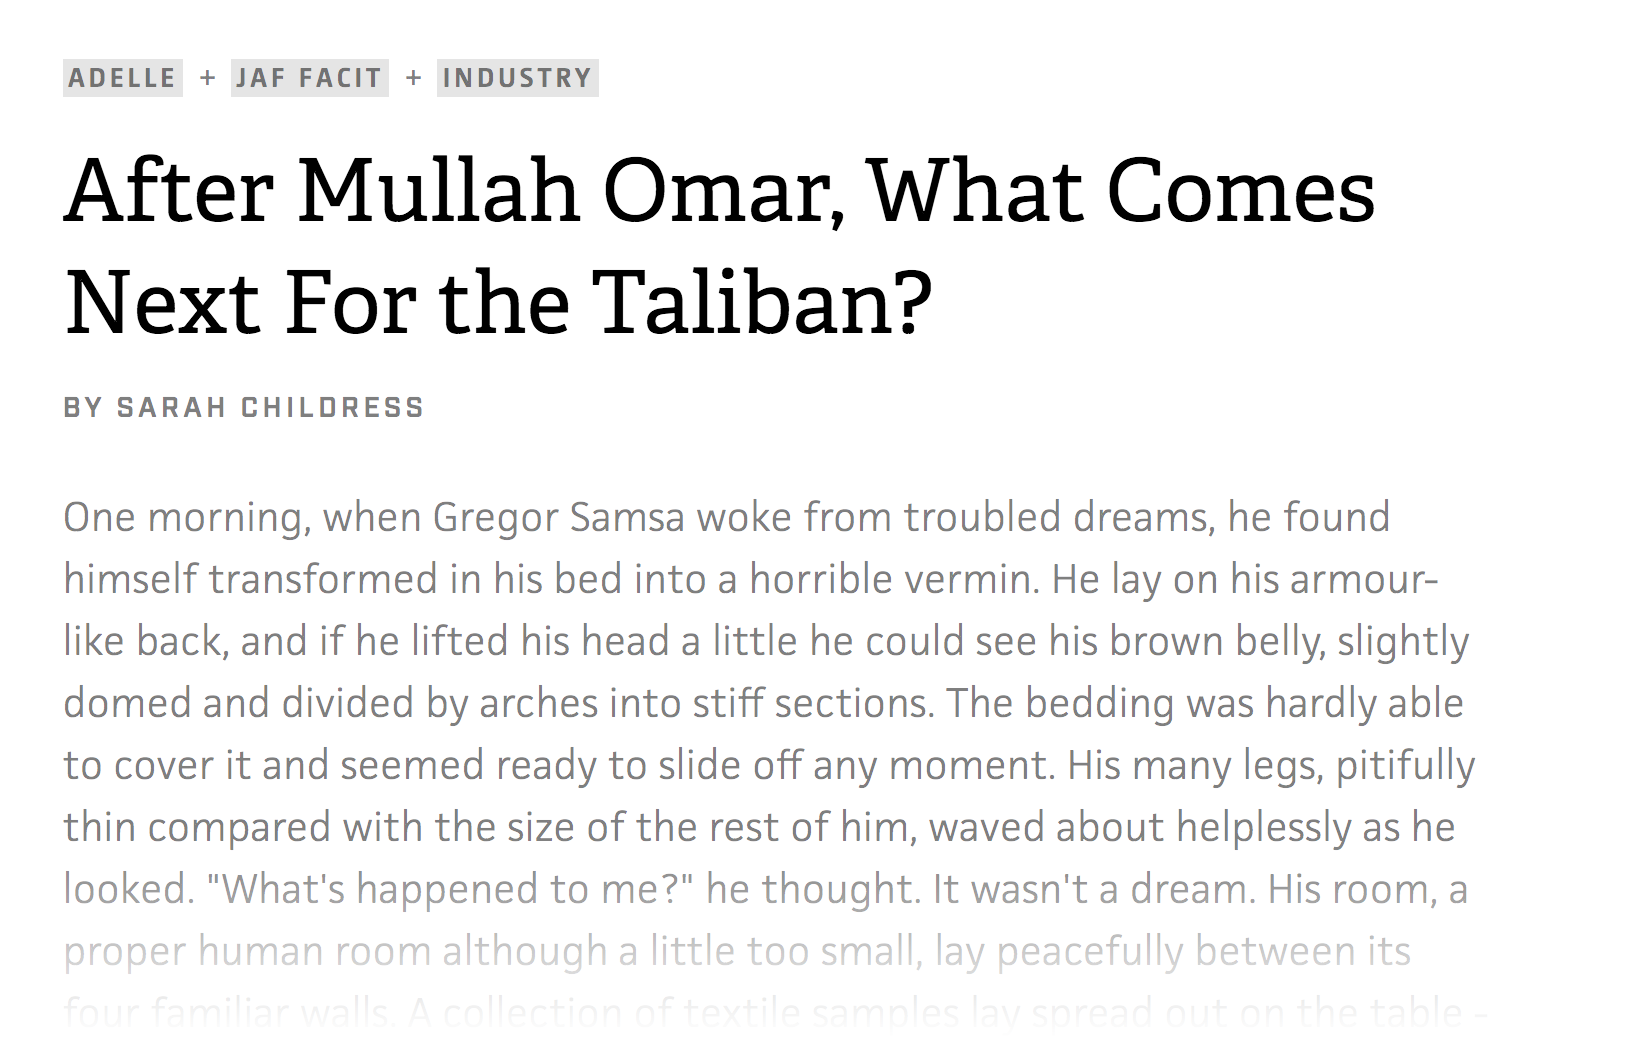 ADELLE + JAF FACIT + INDUSTRY
After Mullah Omar, What Comes
Next For the Taliban?
BY SARAH CHILDRESS
One morning, when Gregor Samsa woke from troubled dreams, he found
himself transformed in his bed into a horrible vermin. He lay on his armour-
like back, and if he lifted his head a little he could see his brown belly, slightly
domed and divided by arches into stiff sections. The bedding was hardly able
to cover it and seemed ready to slide off any moment. His many legs, pitifully
thin compared with the size of the rest of him, waved about helplessly as he
looked. "What's happened to me?" he thought. It wasn't a dream. His room, a
proper human room although a little too small, lay peacefully between its
four familiar walls. A collection of textile samples lay spread out on the table -